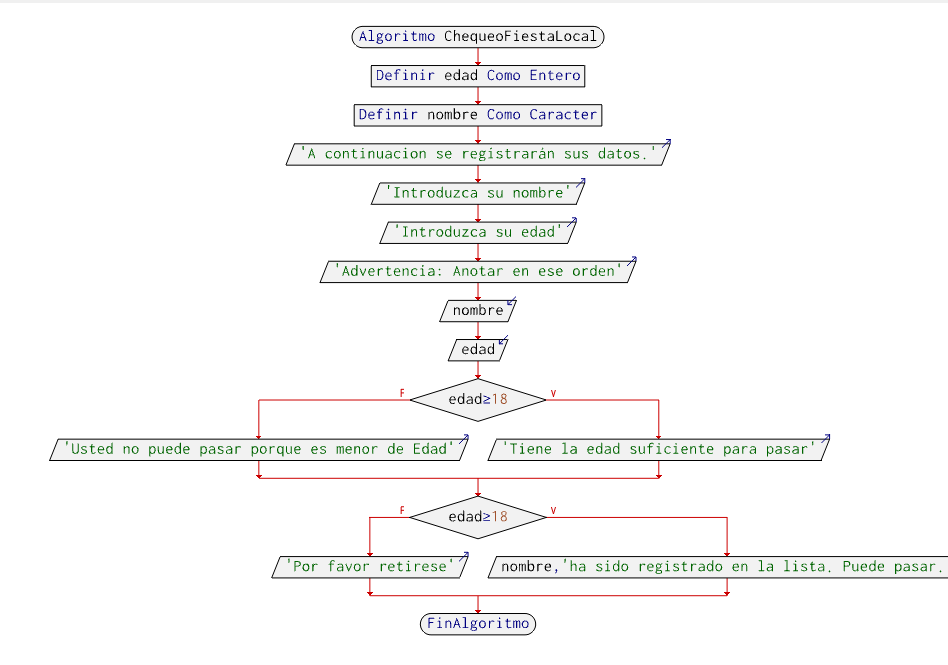 Algoritmo ChequeoFiestaLocal
Definir edad Como Entero
Definir nombre Como Caracter
'A continuacion se registrarán sus datos.'
'Introduzca su nombre'
'Introduzca su edad'
'Advertencia: Anotar en ese orden'
nombre
edad
F edad≥18 V
'Usted no puede pasar porque es menor de Edad' 'Tiene la edad suficiente para pasar'
F edad≥18 V
'Por favor retirese' nombre,'ha sido registrado en la lista. Puede pasar.
FinAlgoritmo